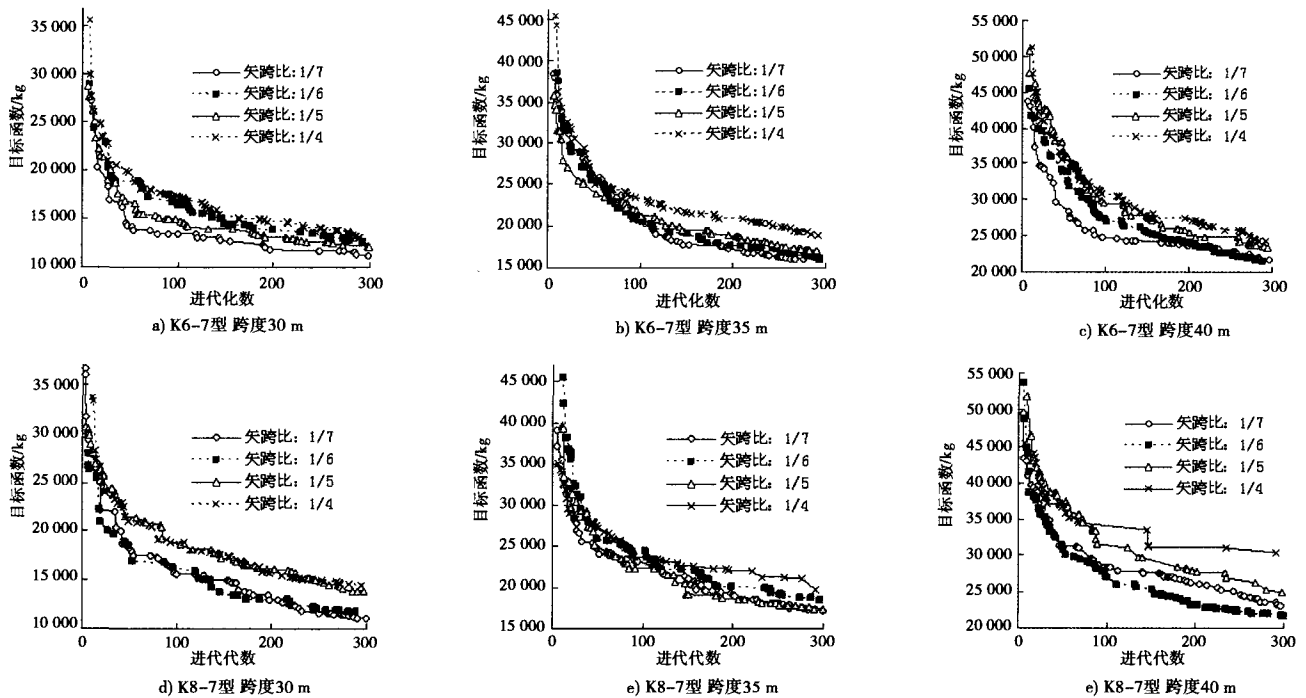 35 000
30 000
25 000
20 000
15 000
10 000
目标函数/kg
矢跨比:1/7
矢跨比:1/6
矢跨比:1/5
矢跨比:1/4
0
100
200
300
进代化数
a) K6-7型 跨度30 m
45 000
40 000
35 000
30 000
25 000
20 000
15 000
目标函数/kg
矢跨比:1/7
矢跨比:1/6
矢跨比:1/5
矢跨比:1/4
0
100
200
300
进代化数
b) K6-7型 跨度35 m
55 000
50 000
45 000
40 000
35 000
30 000
25 000
20 000
目标函数/kg
矢跨比：1/7
矢跨比：1/6
矢跨比：1/5
矢跨比：1/4
0
100
200
300
进代化数
c) K6-7型 跨度40 m
35 000
30 000
25 000
20 000
15 000
10 000
目标函数/kg
矢跨比：1/7
矢跨比：1/6
矢跨比：1/5
矢跨比：1/4
0
100
200
300
进代代数
d) K8-7型 跨度30 m
45 000
40 000
35 000
30 000
25 000
20 000
15 000
目标函数/kg
矢跨比：1/7
矢跨比：1/6
矢跨比：1/5
矢跨比：1/4
0
100
200
300
进代代数
e) K8-7型 跨度35 m
55 000
50 000
45 000
40 000
35 000
30 000
25 000
20 000
目标函数/kg
矢跨比：1/7
矢跨比：1/6
矢跨比：1/5
矢跨比：1/4
0
100
200
300
进代代数
e) K8-7型 跨度40 m